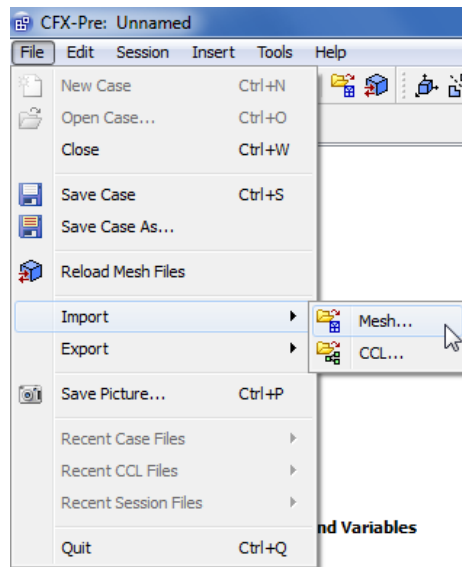 CFX-Pre: Unnamed
File Edit Session Insert Tools Help
New Case Ctrl+N
Open Case... Ctrl+O
Close Ctrl+W
Save Case Ctrl+S
Save Case As...
Reload Mesh Files
Import Mesh...
Export CCL...
Save Picture... Ctrl+P
Recent Case Files
Recent CCL Files
Recent Session Files
nd Variables
Quit Ctrl+Q